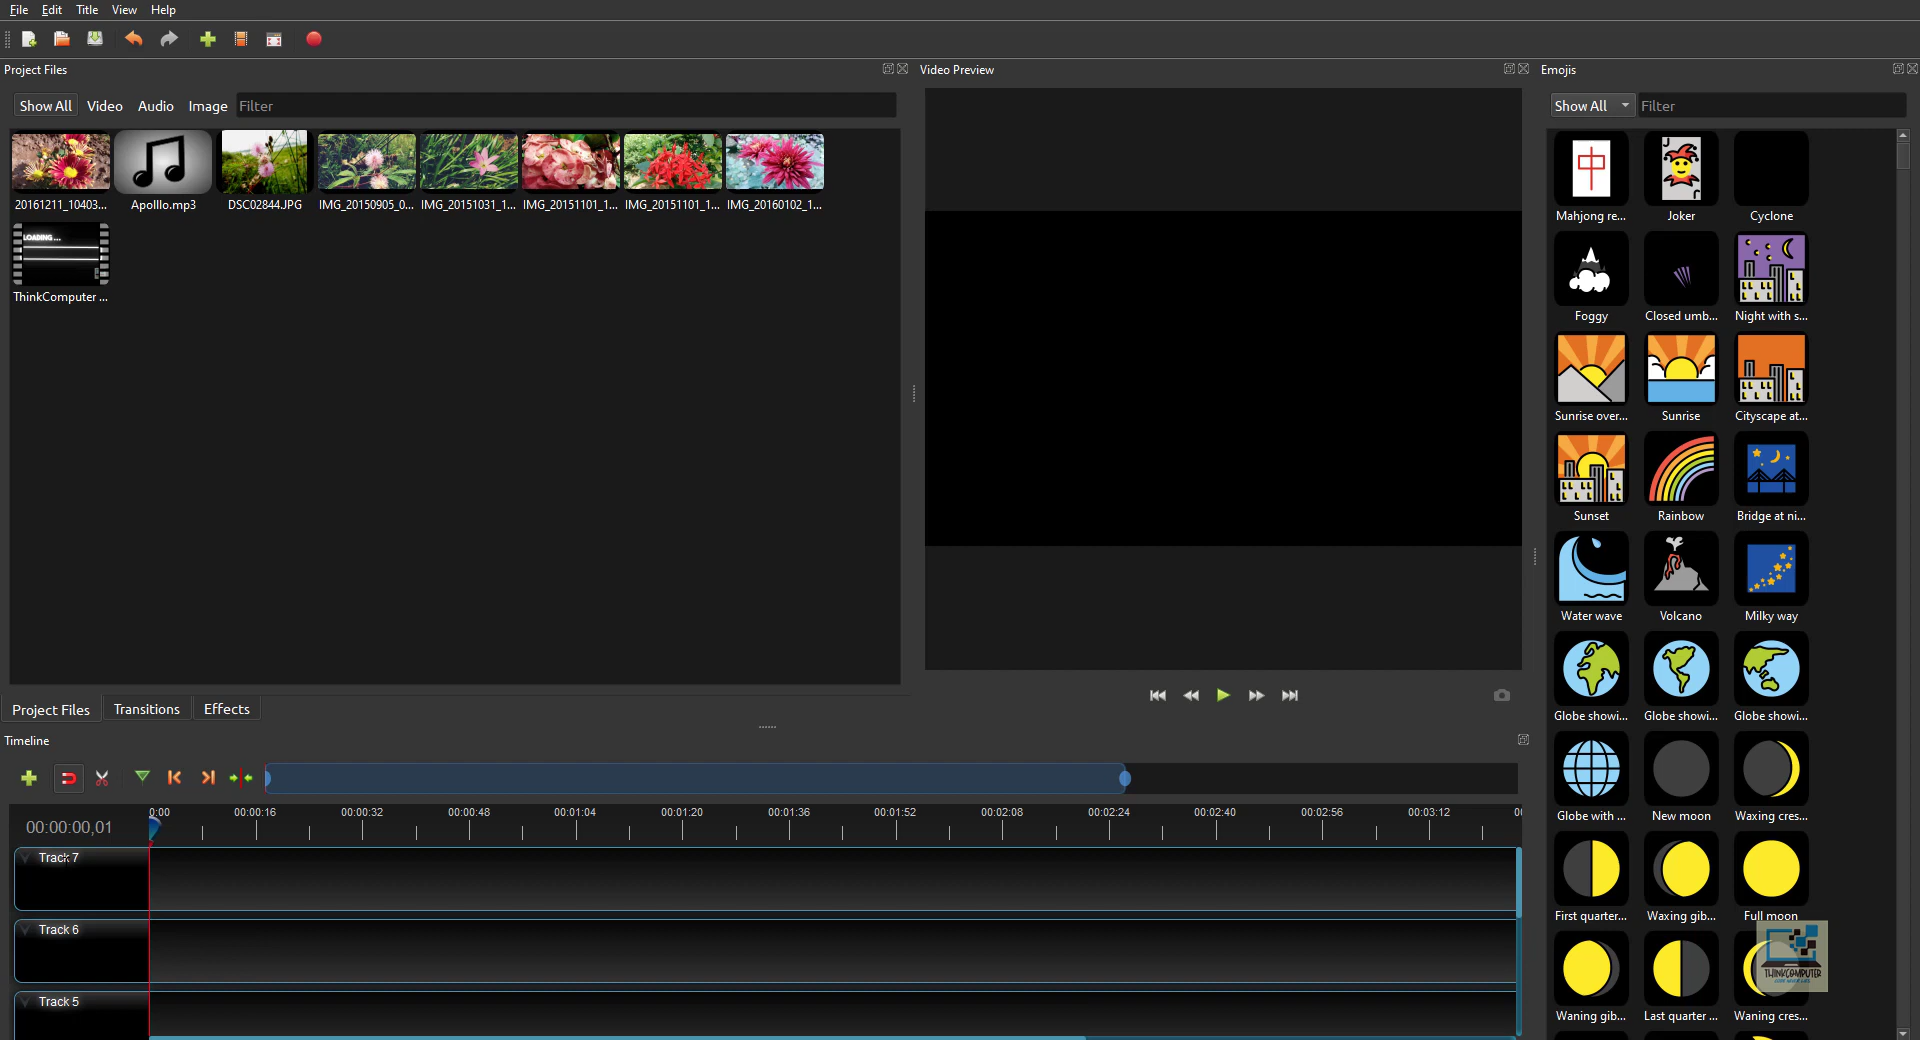 File Edit Title View Help
Project Files
Video Preview
Emojis
Show All Video Audio Image Filter
Show All Filter
20161211_10403... Apolllo.mp3 DSC02844.JPG IMG_20150905_0... IMG_20151031_1... IMG_20151101_1... IMG_20151101_1... IMG_20160102_1...
LOADING ...
ThinkComputer ...
Mahjong re... Joker Cyclone
Foggy Closed umb... Night with s...
Sunrise over... Sunrise Cityscape at...
Sunset Rainbow Bridge at ni...
Water wave Volcano Milky way
Globe showi... Globe showi... Globe showi...
Globe with ... New moon Waxing cres...
First quarter... Waxing gib... Full moon
THINKCOMPUTER
Waning gib... Last quarter ... Waning cres...
Project Files Transitions Effects
Timeline
0:00 00:00:16 00:00:32 00:00:48 00:01:04 00:01:20 00:01:36 00:01:52 00:02:08 00:02:24 00:02:40 00:02:56 00:03:12
00:00:00,01
Track 7
Track 6
Track 5